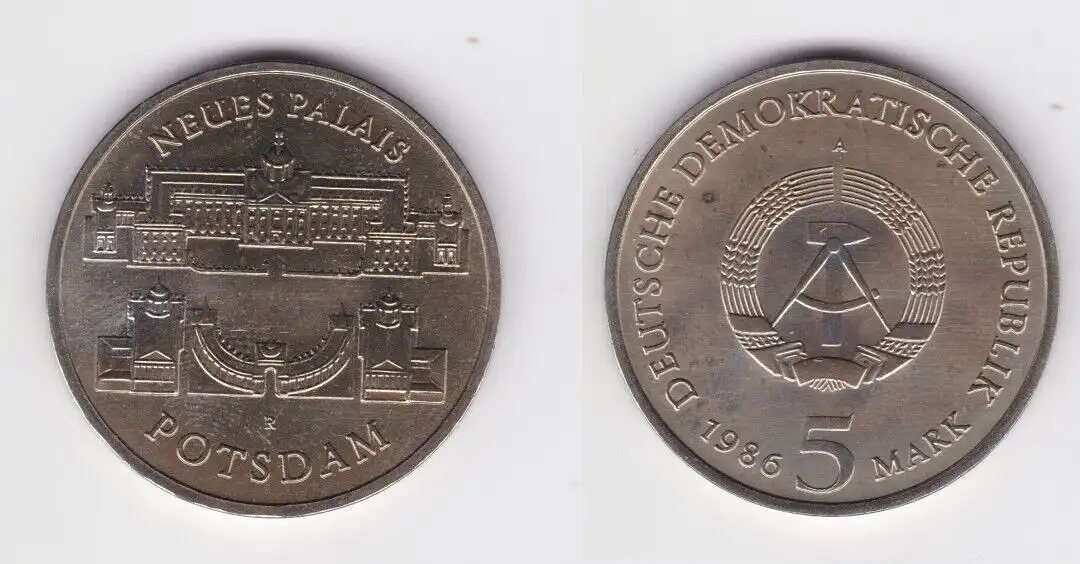 NEUES PALAIS
R
POTSDAM
DEUTSCHE DEMOKRATISCHE REPUBLIK
A
1986 5 MARK